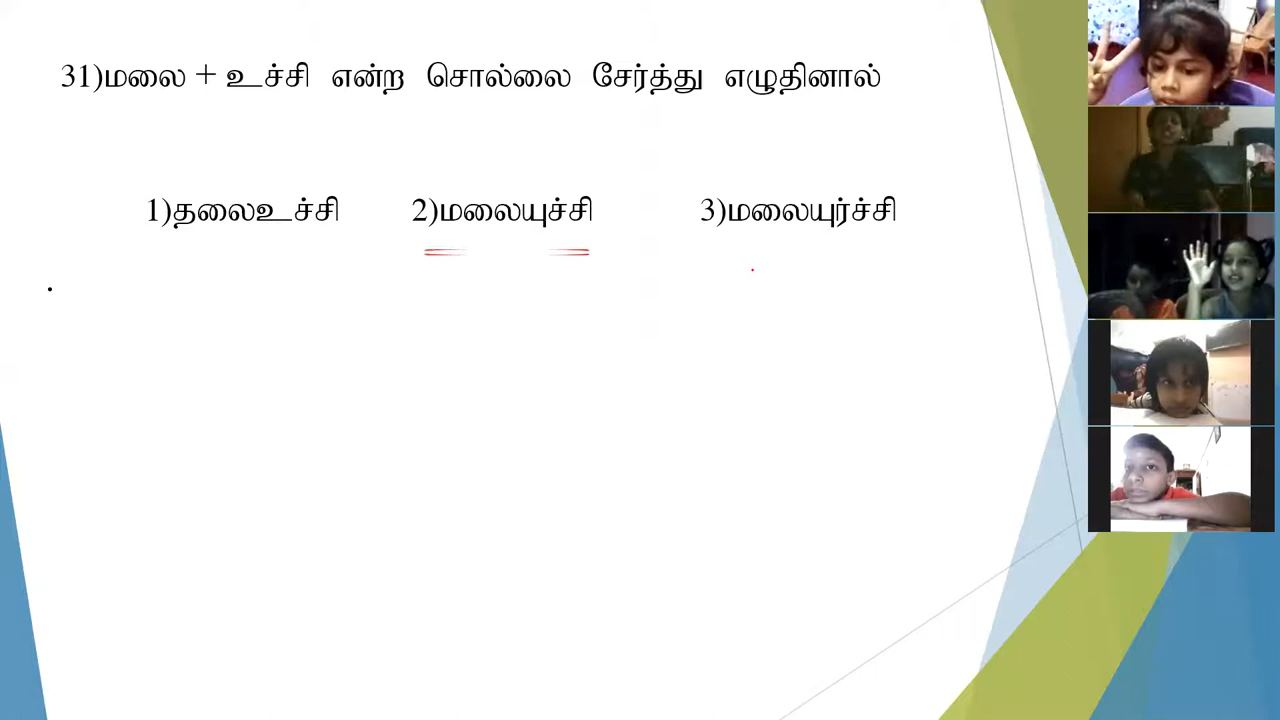 31)மலை + உச்சி என்ற சொல்லை சேர்த்து எழுதினால்
1)தலைஉச்சி 2)மலையுச்சி 3)மலையுர்ச்சி
.